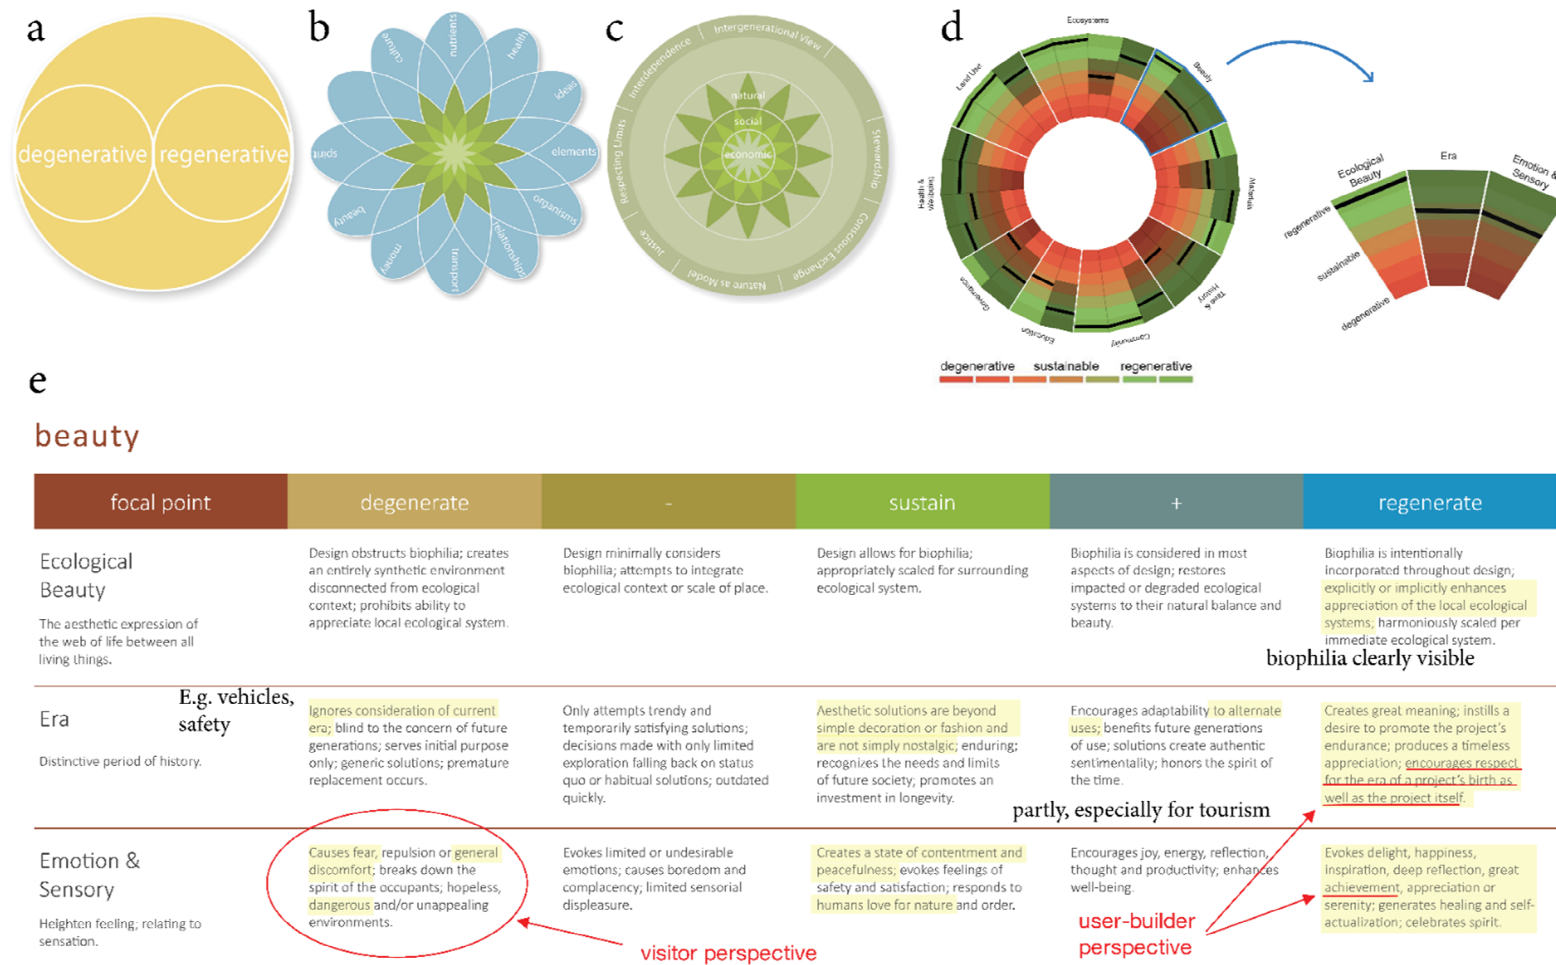 a
degenerative
regenerative
b
nutrients
health
ideas
elements
organisms
relationships
transport
money
beauty
spirit
culture
c
Intergenerational View
Stewardship
Conscious Exchange
Nature as Model
Justice
Respecting Limits
Interdependence
natural
social
economic
d
Ecosystems
Beauty
Materials
Time &
History
Community
Education
Governance
Health &
Wellbeing
Land Use
degenerative
sustainable
regenerative
Ecological
Beauty
Era
Emotion &
Sensory
regenerative
sustainable
degenerative
e
beauty
focal point
degenerate
-
sustain
+
regenerate
Ecological
Beauty
The aesthetic expression of
the web of life between all
living things.
Design obstructs biophilia; creates
an entirely synthetic environment
disconnected from ecological
context; prohibits ability to
appreciate local ecological system.
Design minimally considers
biophilia; attempts to integrate
ecological context or scale of place.
Design allows for biophilia;
appropriately scaled for surrounding
ecological system.
Biophilia is considered in most
aspects of design; restores
impacted or degraded ecological
systems to their natural balance and
beauty.
Biophilia is intentionally
incorporated throughout design;
explicitly or implicitly enhances
appreciation of the local ecological
systems; harmoniously scaled per
immediate ecological system.
biophilia clearly visible
E.g. vehicles,
safety
Era
Distinctive period of history.
Ignores consideration of current
era; blind to the concern of future
generations; serves initial purpose
only; generic solutions; premature
replacement occurs.
Only attempts trendy and
temporarily satisfying solutions;
decisions made with only limited
exploration falling back on status
quo or habitual solutions; outdated
quickly.
Aesthetic solutions are beyond
simple decoration or fashion and
are not simply nostalgic; enduring;
recognizes the needs and limits
of future society; promotes an
investment in longevity.
Encourages adaptability to alternate
uses; benefits future generations
of use; solutions create authentic
sentimentality; honors the spirit of
the time.
Creates great meaning; instills a
desire to promote the project's
endurance; produces a timeless
appreciation; encourages respect
for the era of a project's birth as
well as the project itself.
partly, especially for tourism
Emotion &
Sensory
Heighten feeling; relating to
sensation.
Causes fear, repulsion or general
discomfort; breaks down the
spirit of the occupants; hopeless,
dangerous and/or unappealing
environments.
Evokes limited or undesirable
emotions; causes boredom and
complacency; limited sensorial
displeasure.
Creates a state of contentment and
peacefulness; evokes feelings of
safety and satisfaction; responds to
humans love for nature and order.
Encourages joy, energy, reflection,
thought and productivity; enhances
well-being.
Evokes delight, happiness,
inspiration, deep reflection, great
achievement, appreciation or
serenity; generates healing and self-
actualization; celebrates spirit.
visitor perspective
user-builder
perspective